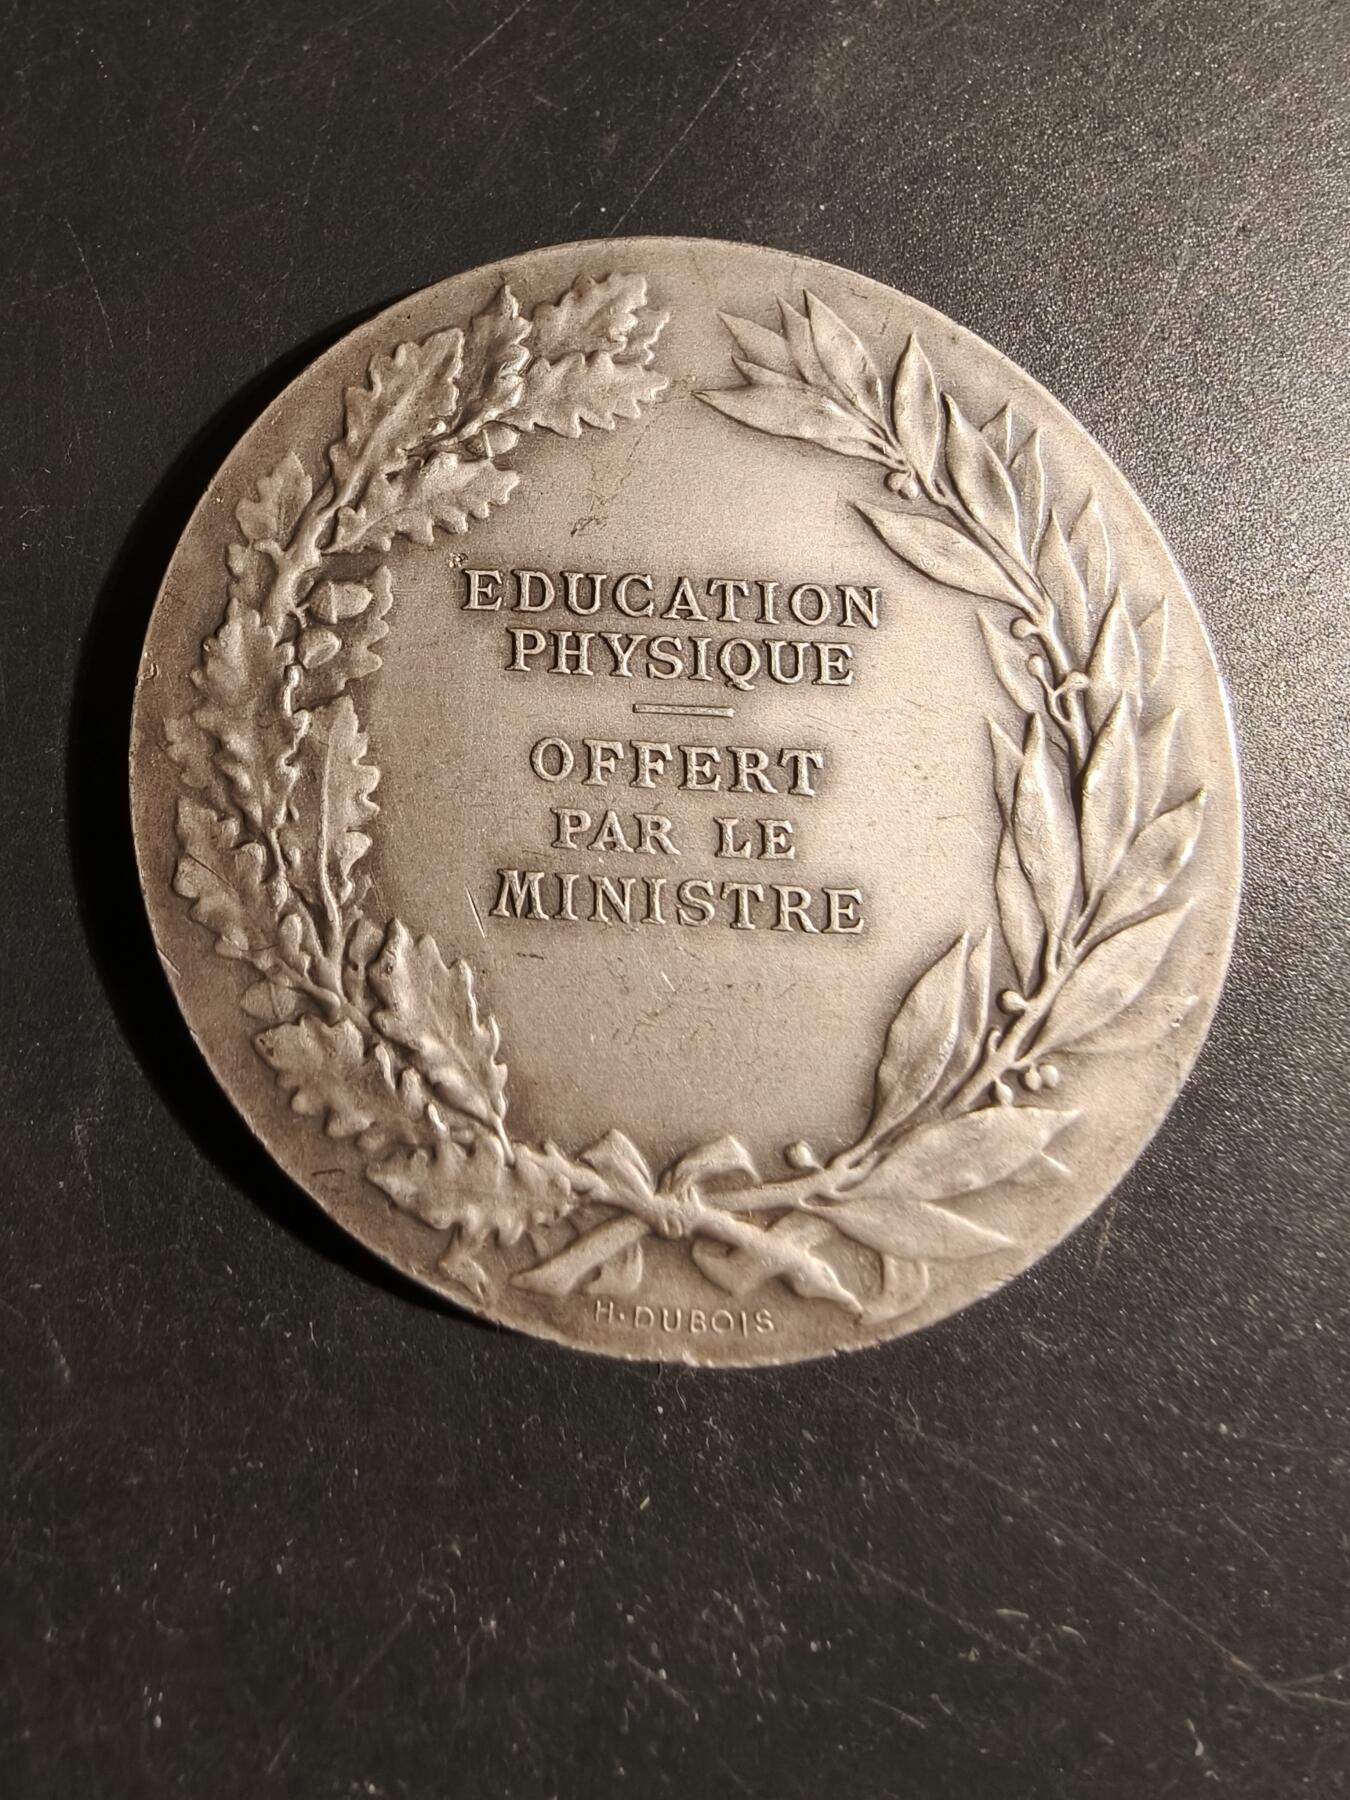 EDUCATION
PHYSIQUE
OFFERT
PAR LE
MINISTRE
H·DUBOIS